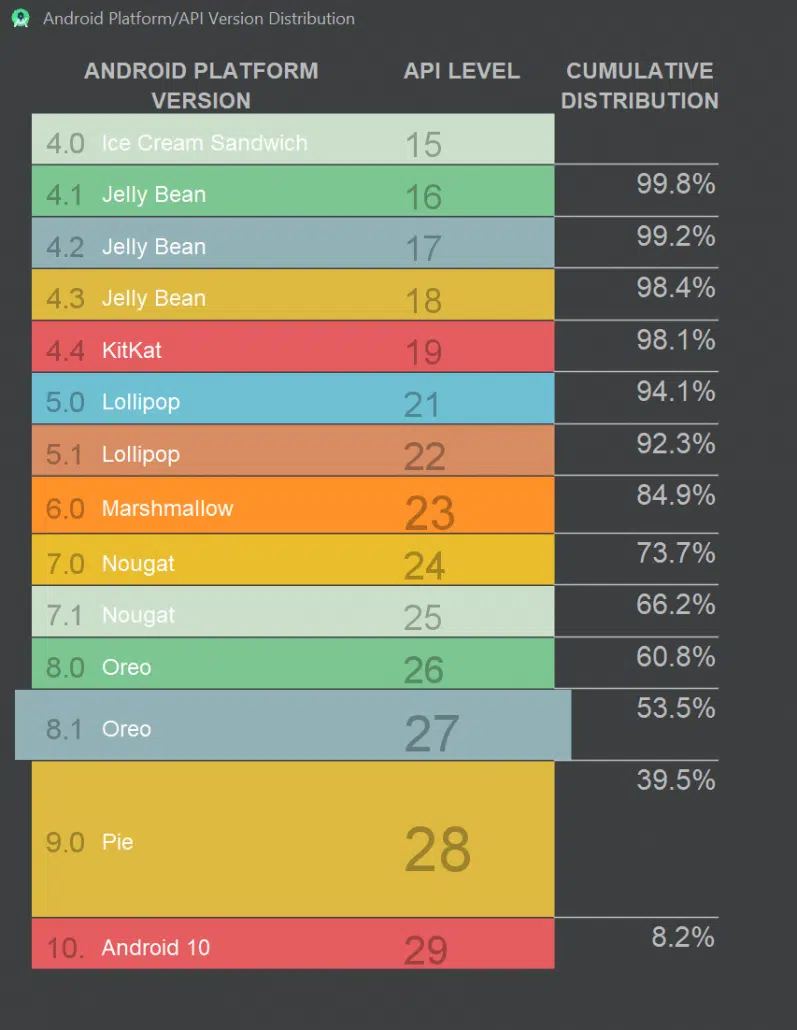 Android Platform/API Version Distribution
ANDROID PLATFORM VERSION API LEVEL CUMULATIVE DISTRIBUTION
4.0 Ice Cream Sandwich 15
4.1 Jelly Bean 16 99.8%
4.2 Jelly Bean 17 99.2%
4.3 Jelly Bean 18 98.4%
4.4 KitKat 19 98.1%
5.0 Lollipop 21 94.1%
5.1 Lollipop 22 92.3%
6.0 Marshmallow 23 84.9%
7.0 Nougat 24 73.7%
7.1 Nougat 25 66.2%
8.0 Oreo 26 60.8%
8.1 Oreo 27 53.5%
9.0 Pie 28 39.5%
10. Android 10 29 8.2%